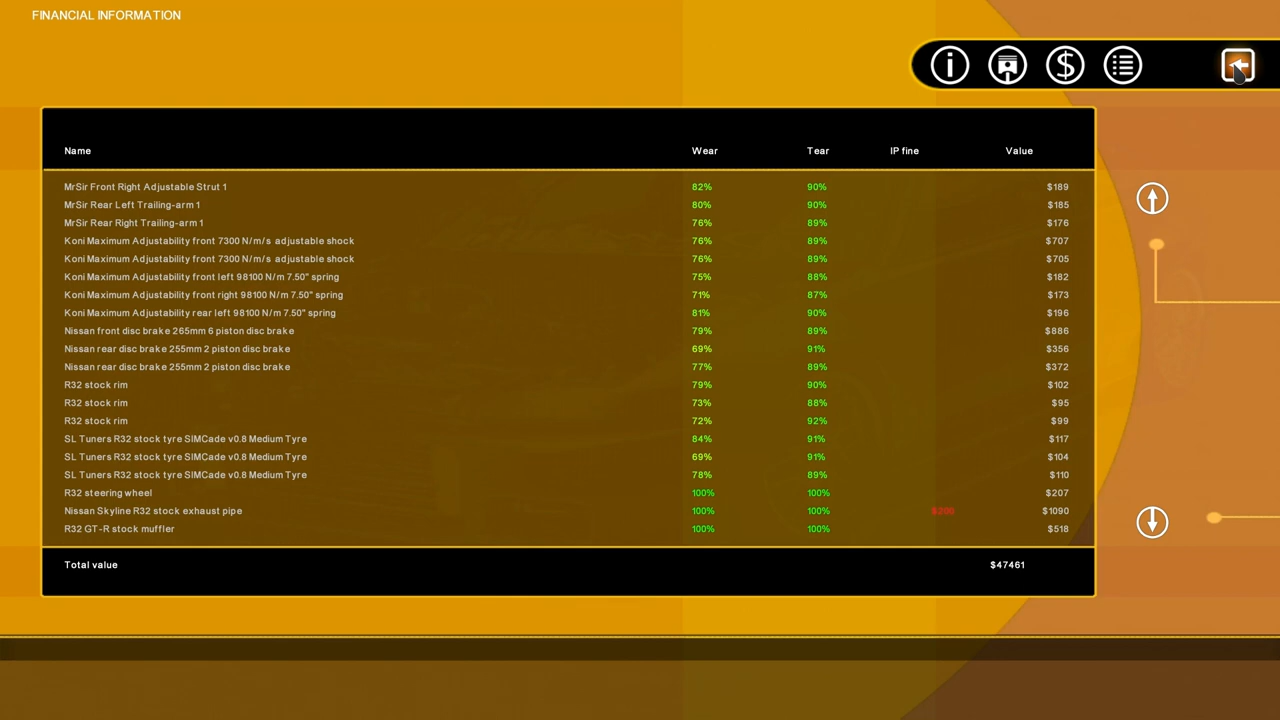 FINANCIAL INFORMATION
Name Wear Tear IP fine Value
MrSir Front Right Adjustable Strut 1 82% 90% $189
MrSir Rear Left Trailing-arm 1 80% 90% $185
MrSir Rear Right Trailing-arm 1 76% 89% $176
Koni Maximum Adjustability front 7300 N/m/s adjustable shock 76% 89% $707
Koni Maximum Adjustability front 7300 N/m/s adjustable shock 76% 89% $705
Koni Maximum Adjustability front left 98100 N/m 7.50" spring 75% 88% $182
Koni Maximum Adjustability front right 98100 N/m 7.50" spring 71% 87% $173
Koni Maximum Adjustability rear left 98100 N/m 7.50" spring 81% 90% $196
Nissan front disc brake 265mm 6 piston disc brake 79% 89% $886
Nissan rear disc brake 255mm 2 piston disc brake 69% 91% $356
Nissan rear disc brake 255mm 2 piston disc brake 77% 89% $372
R32 stock rim 79% 90% $102
R32 stock rim 73% 88% $95
R32 stock rim 72% 92% $99
SL Tuners R32 stock tyre SIMCade v0.8 Medium Tyre 84% 91% $117
SL Tuners R32 stock tyre SIMCade v0.8 Medium Tyre 69% 91% $104
SL Tuners R32 stock tyre SIMCade v0.8 Medium Tyre 78% 89% $110
R32 steering wheel 100% 100% $207
Nissan Skyline R32 stock exhaust pipe 100% 100% $200 $1090
R32 GT-R stock muffler 100% 100% $518
Total value $47461